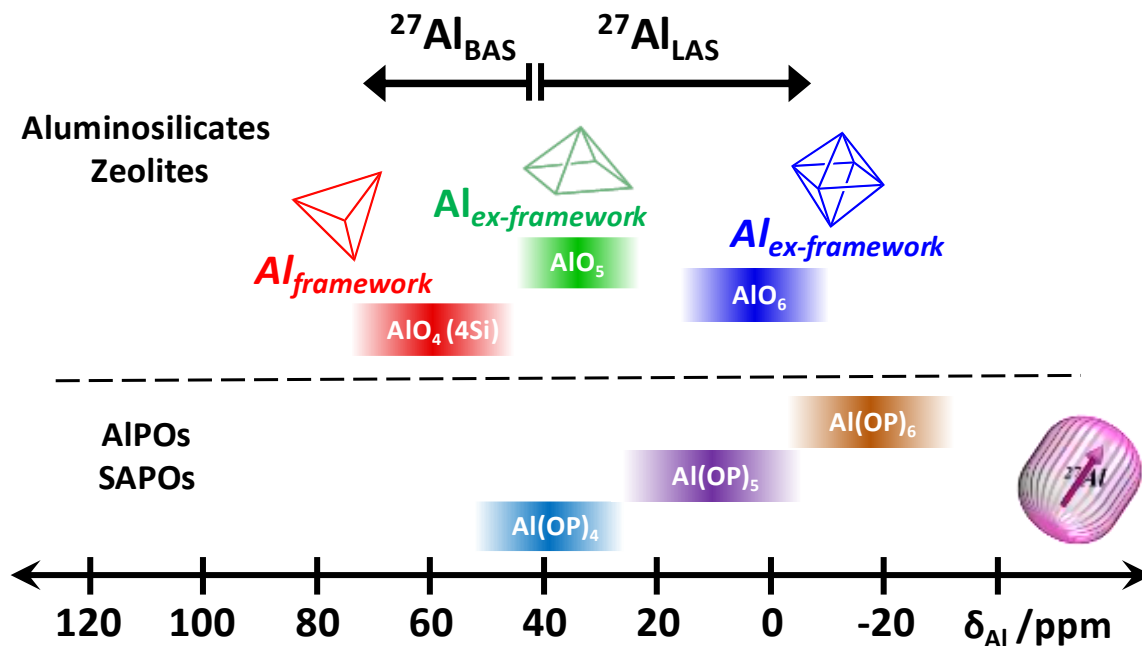 ²⁷Al_BAS ²⁷Al_LAS
Aluminosilicates
Zeolites
Al_framework
Al_ex-framework
Al_ex-framework
AlO₅
AlO₆
AlO₄ (4Si)
AlPOs
SAPOs
Al(OP)₆
Al(OP)₅
Al(OP)₄
²⁷Al
120 100 80 60 40 20 0 -20 δ_Al /ppm